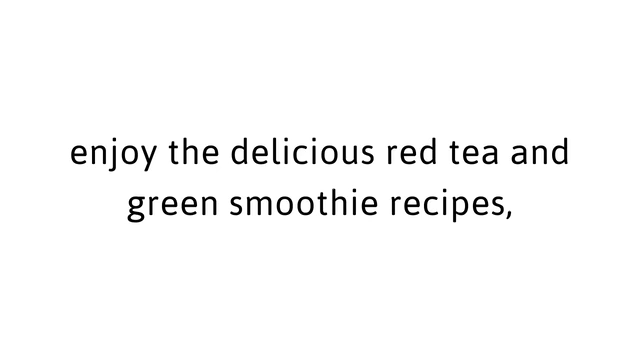 enjoy the delicious red tea and
green smoothie recipes,